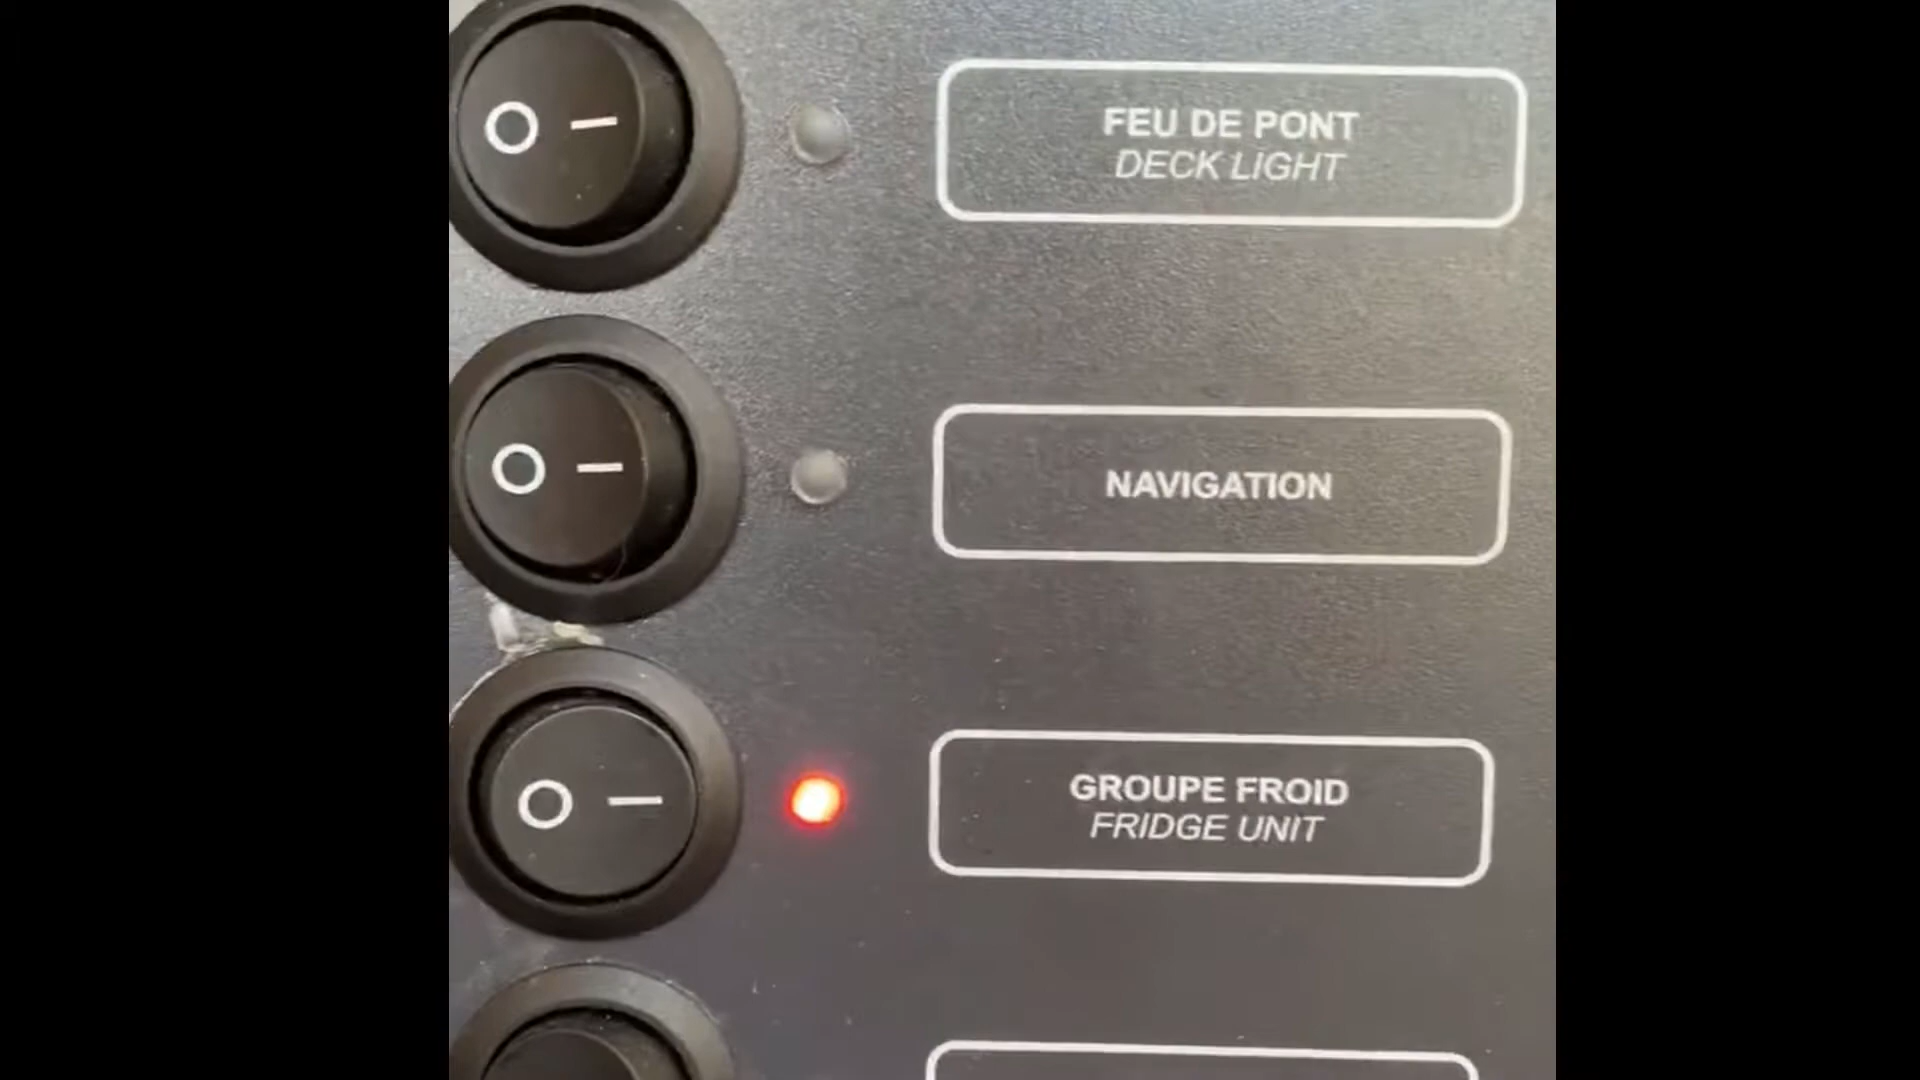 O –
FEU DE PONT
DECK LIGHT
O –
NAVIGATION
O –
GROUPE FROID
FRIDGE UNIT